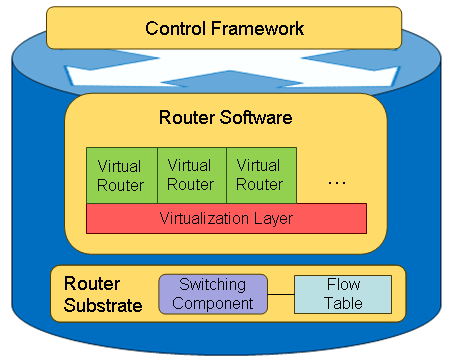 Control Framework
Router Software
Virtual Virtual Virtual
Router Router Router ...
Virtualization Layer
Router Switching Flow
Substrate Component Table